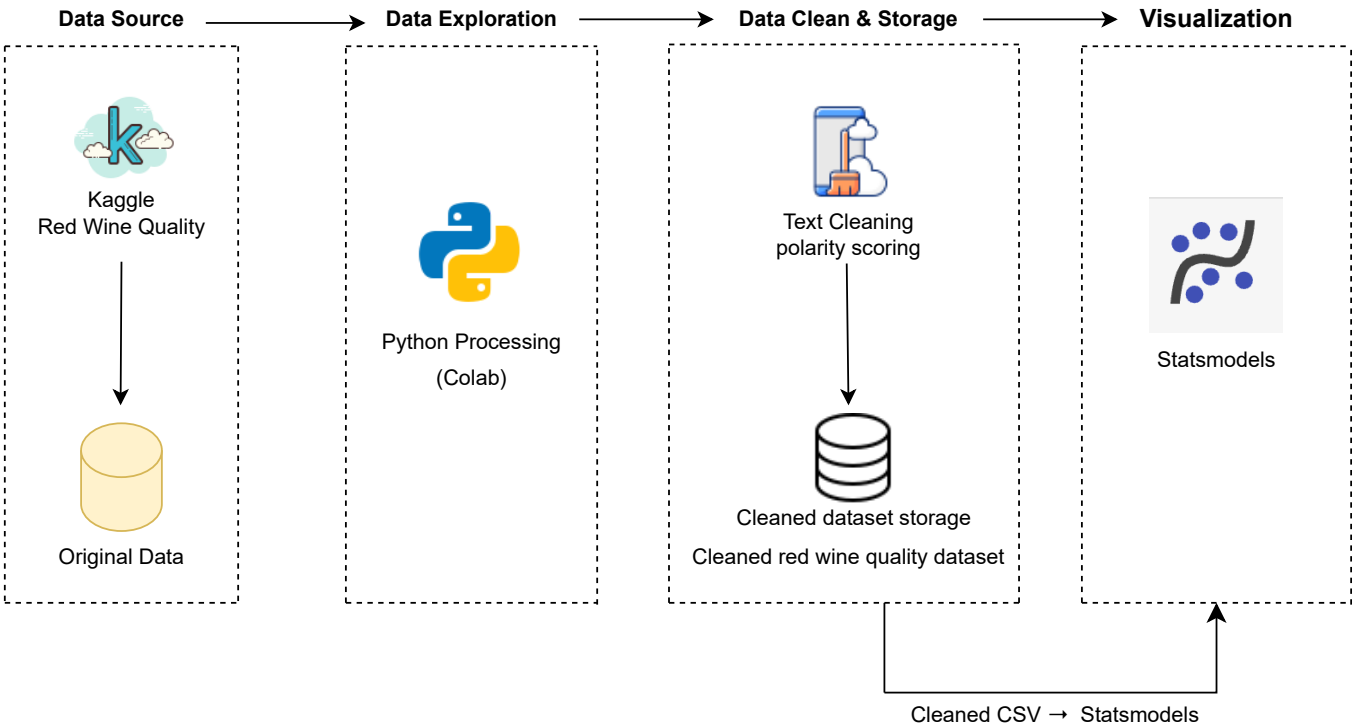 Data Source
Data Exploration
Data Clean & Storage
Visualization
k
Kaggle
Red Wine Quality
Original Data
Python Processing
(Colab)
Text Cleaning
polarity scoring
Cleaned dataset storage
Cleaned red wine quality dataset
Statsmodels
Cleaned CSV → Statsmodels